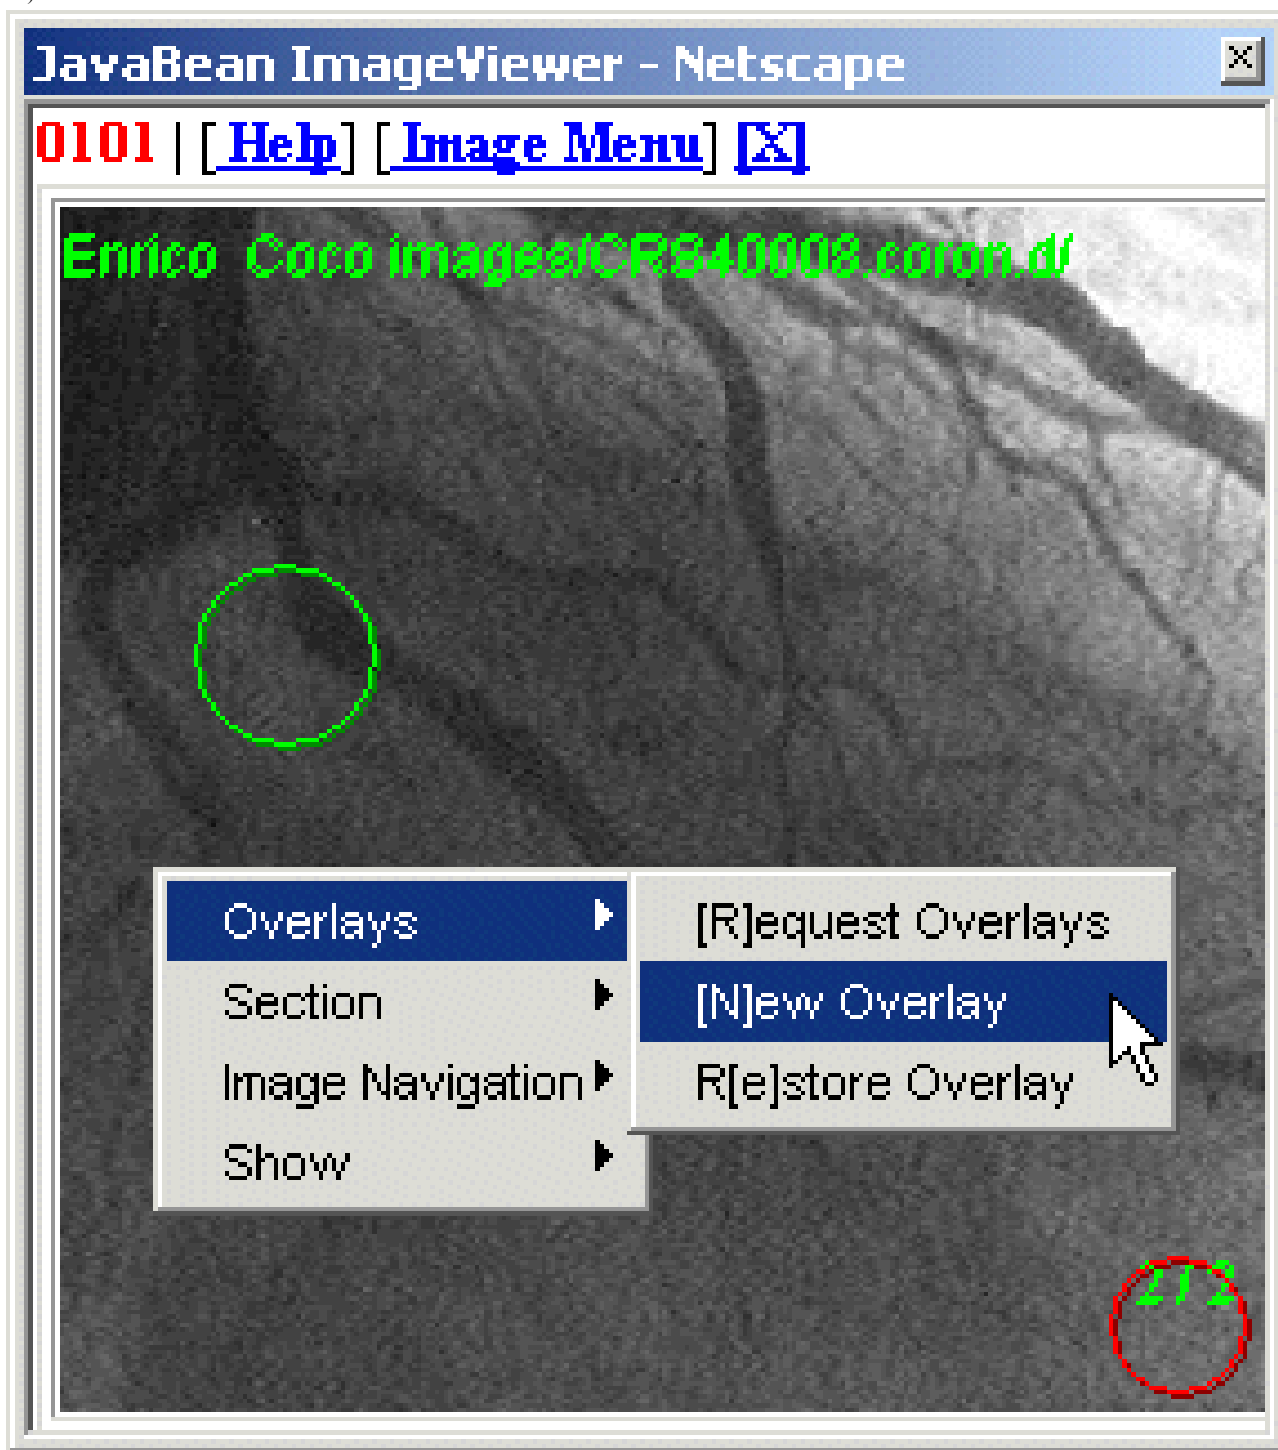 JavaBean ImageViewer - Netscape
0101 | [ Help] [ Image Menu] [X]
Enrico Coco images/CR840008.coron.d/
Overlays
[R]equest Overlays
Section
[N]ew Overlay
Image Navigation
R[e]store Overlay
Show